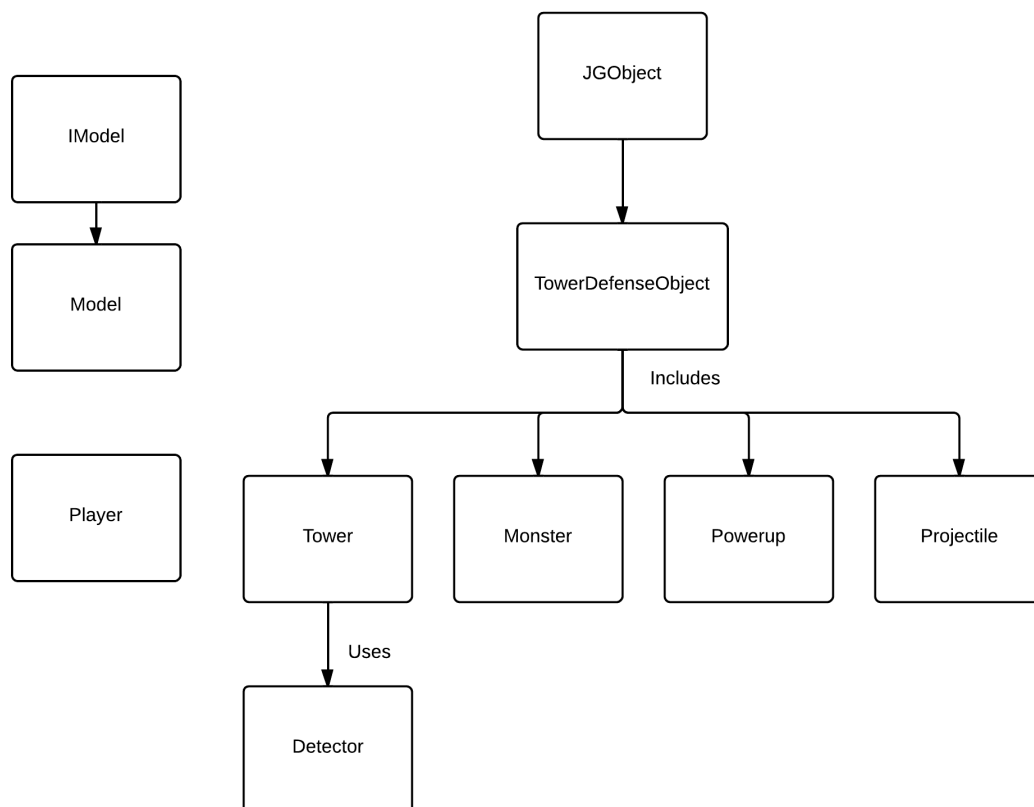 JGObject
IModel
TowerDefenseObject
Model
Includes
Player
Tower
Monster
Powerup
Projectile
Uses
Detector